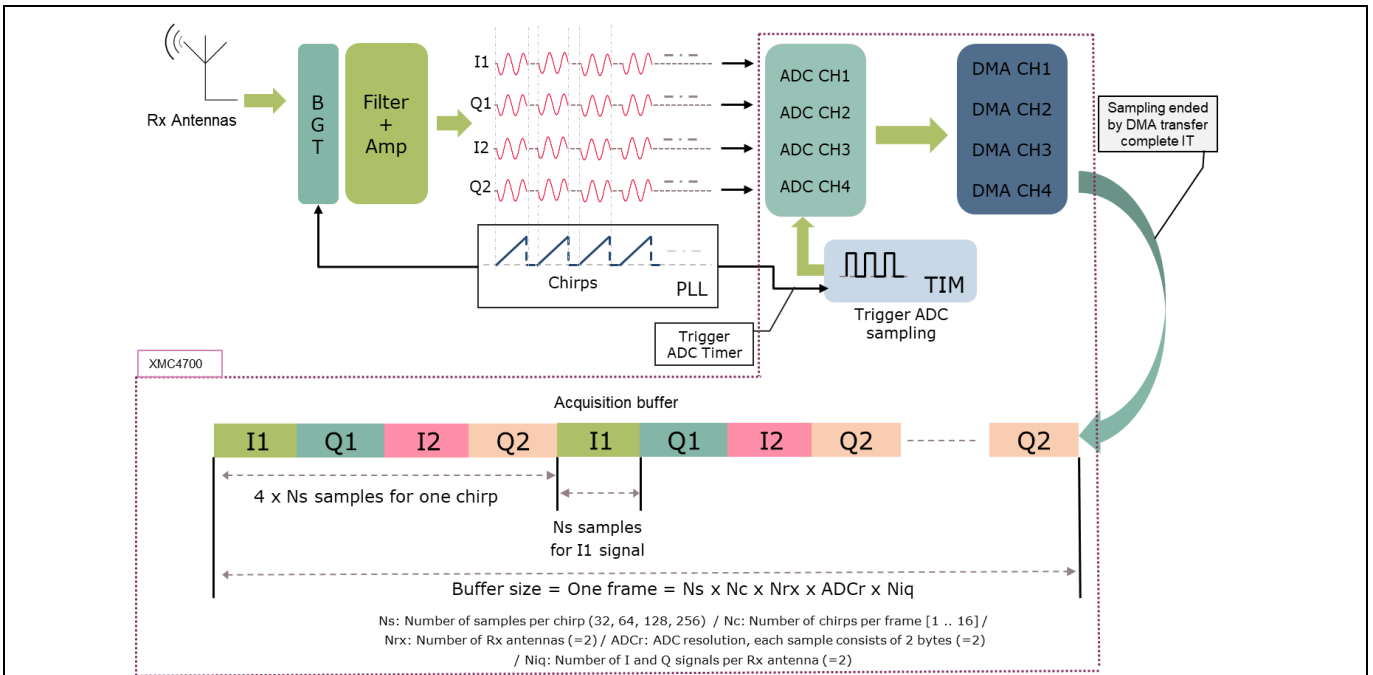 Rx Antennas
B
G
T
Filter
+
Amp
I1
Q1
I2
Q2
ADC CH1
ADC CH2
ADC CH3
ADC CH4
DMA CH1
DMA CH2
DMA CH3
DMA CH4
Sampling ended
by DMA transfer
complete IT
Chirps
PLL
TIM
Trigger ADC
sampling
Trigger
ADC Timer
XMC4700
Acquisition buffer
I1 Q1 I2 Q2 I1 Q1 I2 Q2 Q2
4 x Ns samples for one chirp
Ns samples
for I1 signal
Buffer size = One frame = Ns x Nc x Nrx x ADCr x Niq
Ns: Number of samples per chirp (32, 64, 128, 256) / Nc: Number of chirps per frame [1 .. 16] /
Nrx: Number of Rx antennas (=2) / ADCr: ADC resolution, each sample consists of 2 bytes (=2)
/ Niq: Number of I and Q signals per Rx antenna (=2)